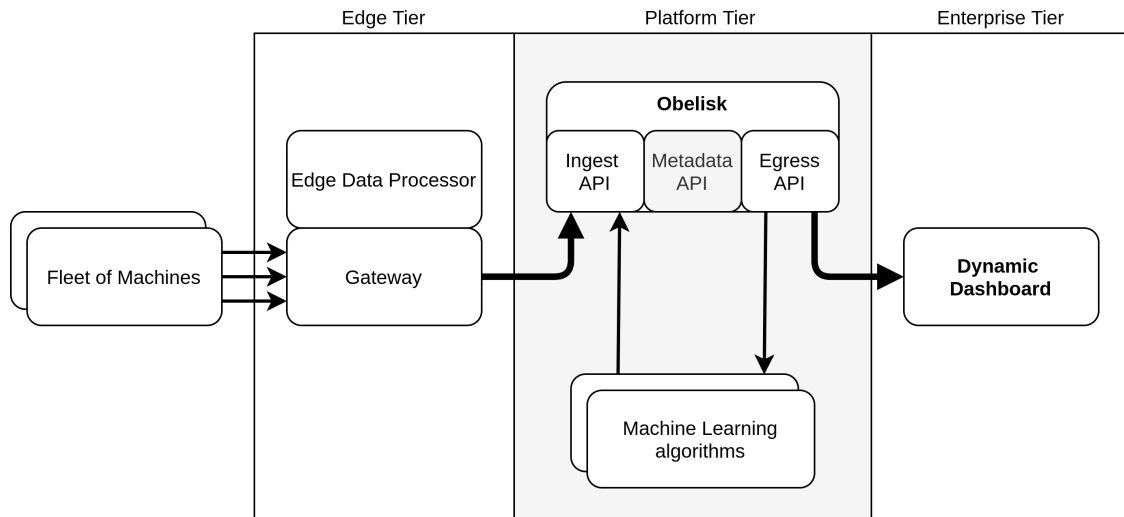 Edge Tier
Platform Tier
Enterprise Tier
Obelisk
Ingest
API
Metadata
API
Egress
API
Edge Data Processor
Fleet of Machines
Gateway
Dynamic
Dashboard
Machine Learning
algorithms